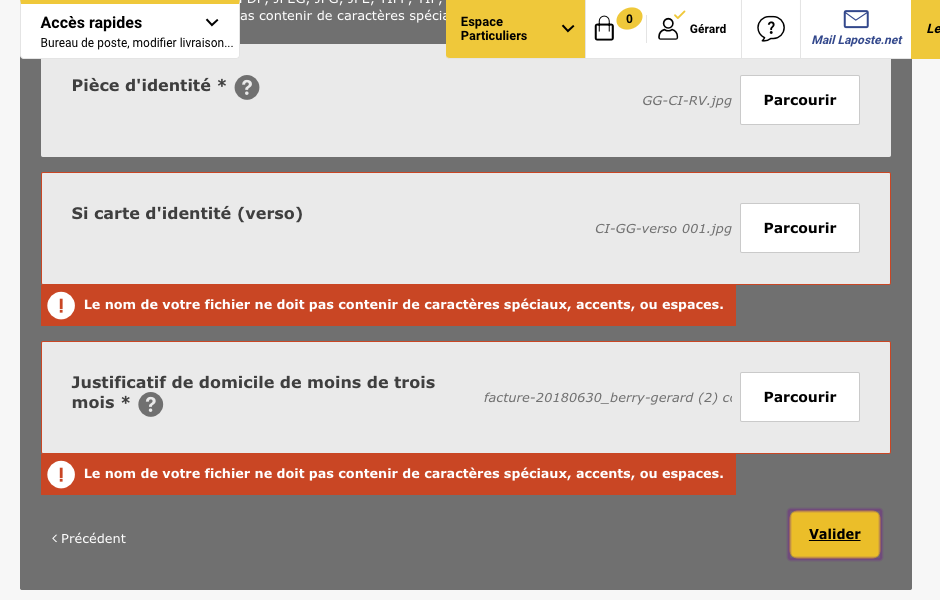 Accès rapides
Bureau de poste, modifier livraison...
as contenir de caractères spécia
Espace
Particuliers
0
Gérard
Mail Laposte.net
Le
Pièce d'identité * ?
GG-CI-RV.jpg
Parcourir
Si carte d'identité (verso)
CI-GG-verso 001.jpg
Parcourir
! Le nom de votre fichier ne doit pas contenir de caractères spéciaux, accents, ou espaces.
Justificatif de domicile de moins de trois
mois * ?
facture-20180630_berry-gerard (2) co
Parcourir
! Le nom de votre fichier ne doit pas contenir de caractères spéciaux, accents, ou espaces.
< Précédent
Valider